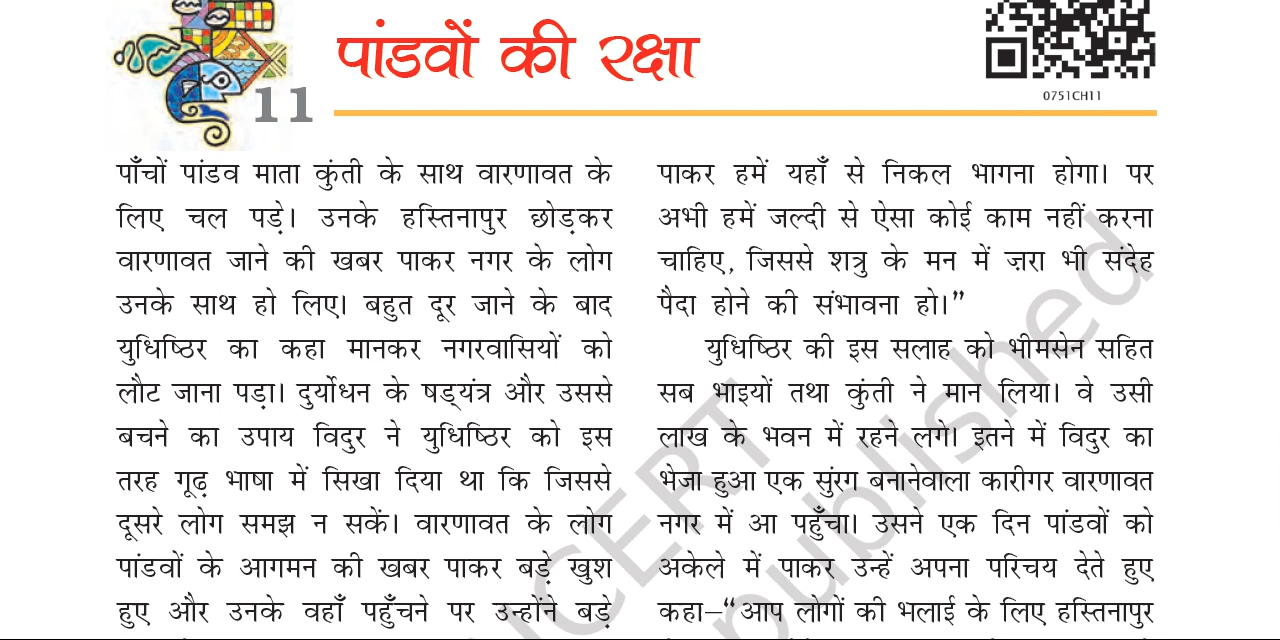 पांडवों की रक्षा
11
0751CH11
पाँचों पांडव माता कुंती के साथ वारणावत के
लिए चल पड़े। उनके हस्तिनापुर छोड़कर
वारणावत जाने की खबर पाकर नगर के लोग
उनके साथ हो लिए। बहुत दूर जाने के बाद
युधिष्ठिर का कहा मानकर नगरवासियों को
लौट जाना पड़ा। दुर्योधन के षड्यंत्र और उससे
बचने का उपाय विदुर ने युधिष्ठिर को इस
तरह गूढ़ भाषा में सिखा दिया था कि जिससे
दूसरे लोग समझ न सकें। वारणावत के लोग
पांडवों के आगमन की खबर पाकर बड़े खुश
हुए और उनके वहाँ पहुँचने पर उन्होंने बड़े
पाकर हमें यहाँ से निकल भागना होगा। पर
अभी हमें जल्दी से ऐसा कोई काम नहीं करना
चाहिए, जिससे शत्रु के मन में ज़रा भी संदेह
पैदा होने की संभावना हो।”
युधिष्ठिर की इस सलाह को भीमसेन सहित
सब भाइयों तथा कुंती ने मान लिया। वे उसी
लाख के भवन में रहने लगे। इतने में विदुर का
भेजा हुआ एक सुंरग बनानेवाला कारीगर वारणावत
नगर में आ पहुँचा। उसने एक दिन पांडवों को
अकेले में पाकर उन्हें अपना परिचय देते हुए
कहा–“आप लोगों की भलाई के लिए हस्तिनापुर
NCERT
published